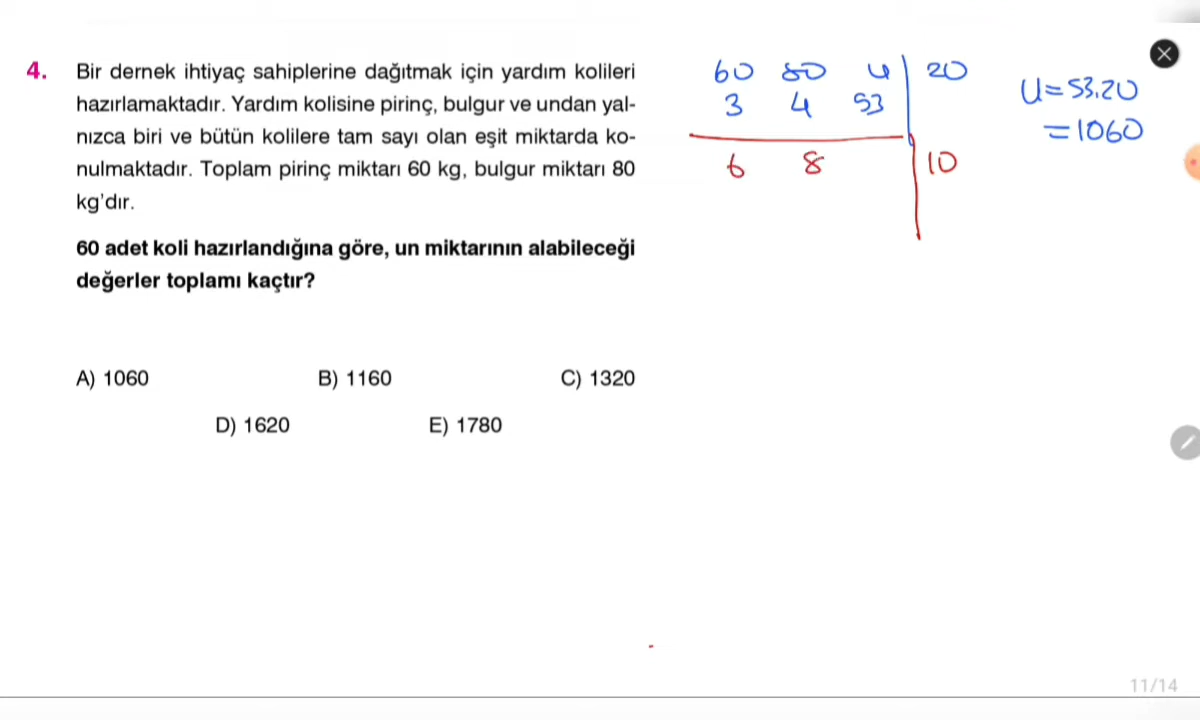 4. Bir dernek ihtiyaç sahiplerine dağıtmak için yardım kolileri
hazırlamaktadır. Yardım kolisine pirinç, bulgur ve undan yal-
nızca biri ve bütün kolilere tam sayı olan eşit miktarda ko-
nulmaktadır. Toplam pirinç miktarı 60 kg, bulgur miktarı 80
kg'dır.
60 adet koli hazırlandığına göre, un miktarının alabileceği
değerler toplamı kaçtır?
A) 1060 B) 1160 C) 1320
D) 1620 E) 1780
60 80 u 20
3 4 53
6 8 10
u=53.20
=1060
11/14